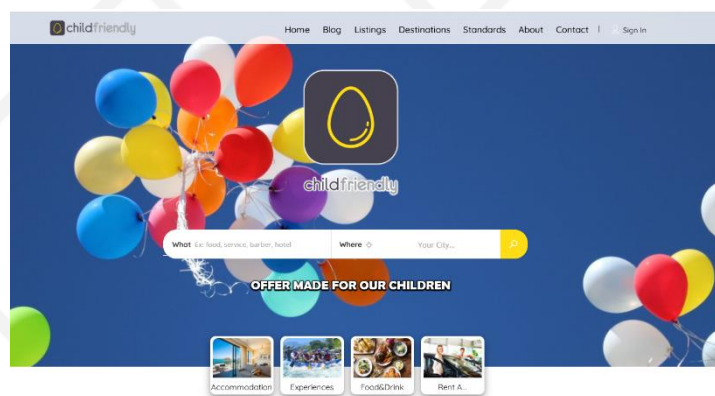 childfriendly
Home Blog Listings Destinations Standards About Contact | Sign In
childfriendly
What Ex: food, service, barber, hotel Where Your City...
OFFER MADE FOR OUR CHILDREN
Accommodation Experiences Food&Drink Rent A...